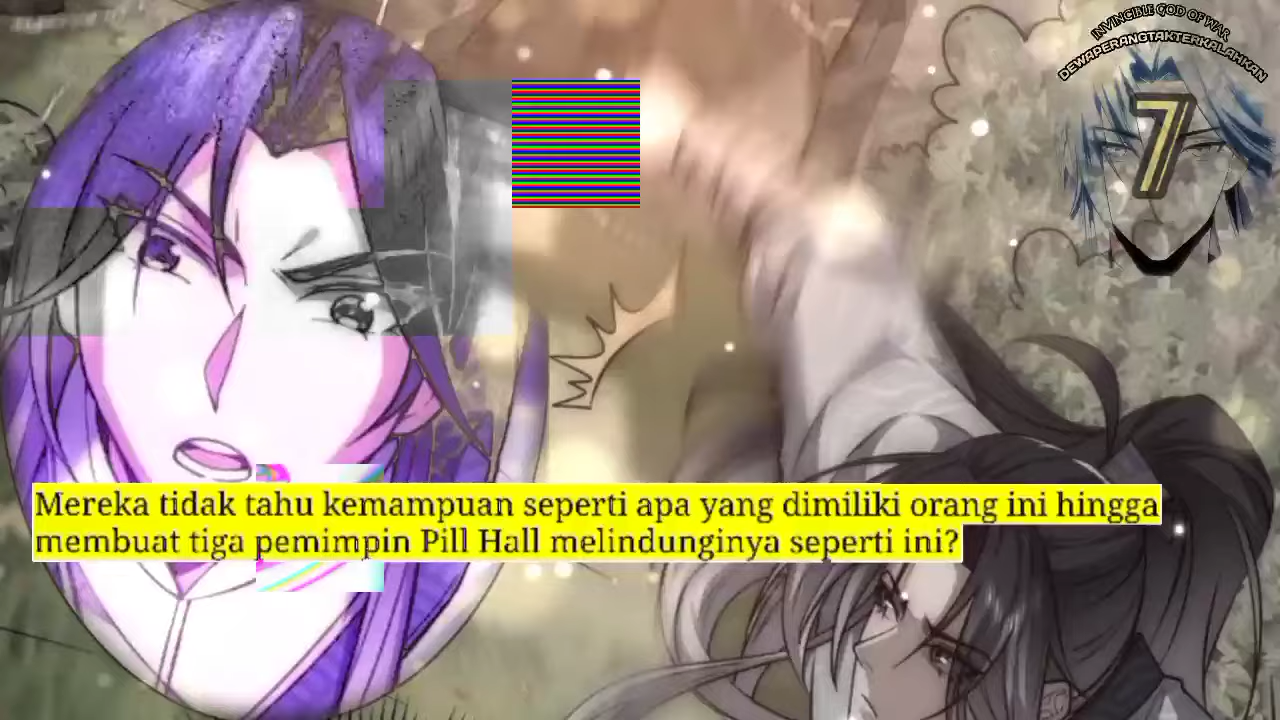 INVINCIBLE GOD OF WAR
DEWAPERANGTAKTERKALAHKAN
7
Mereka tidak tahu kemampuan seperti apa yang dimiliki orang ini hingga
membuat tiga pemimpin Pill Hall melindunginya seperti ini?